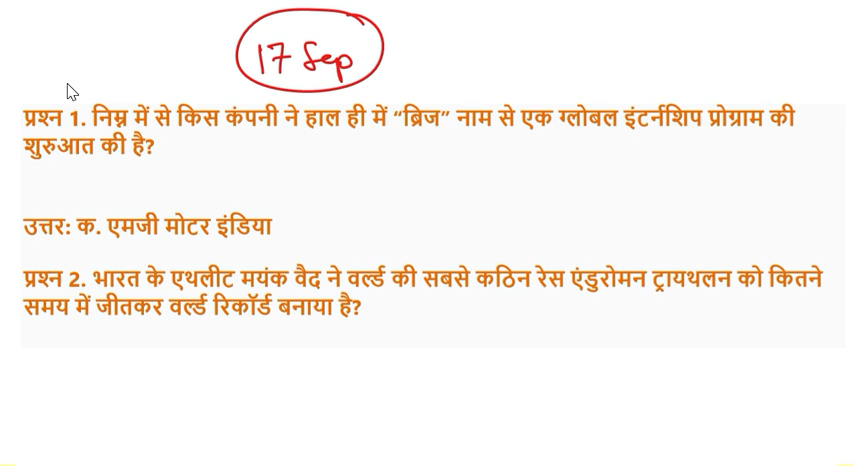 17 Sep
प्रश्न 1. निम्न में से किस कंपनी ने हाल ही में “ब्रिज” नाम से एक ग्लोबल इंटर्नशिप प्रोग्राम की
शुरुआत की है?
उत्तर: क. एमजी मोटर इंडिया
प्रश्न 2. भारत के एथलीट मयंक वैद ने वर्ल्ड की सबसे कठिन रेस एंडुरोमन ट्रायथलन को कितने
समय में जीतकर वर्ल्ड रिकॉर्ड बनाया है?